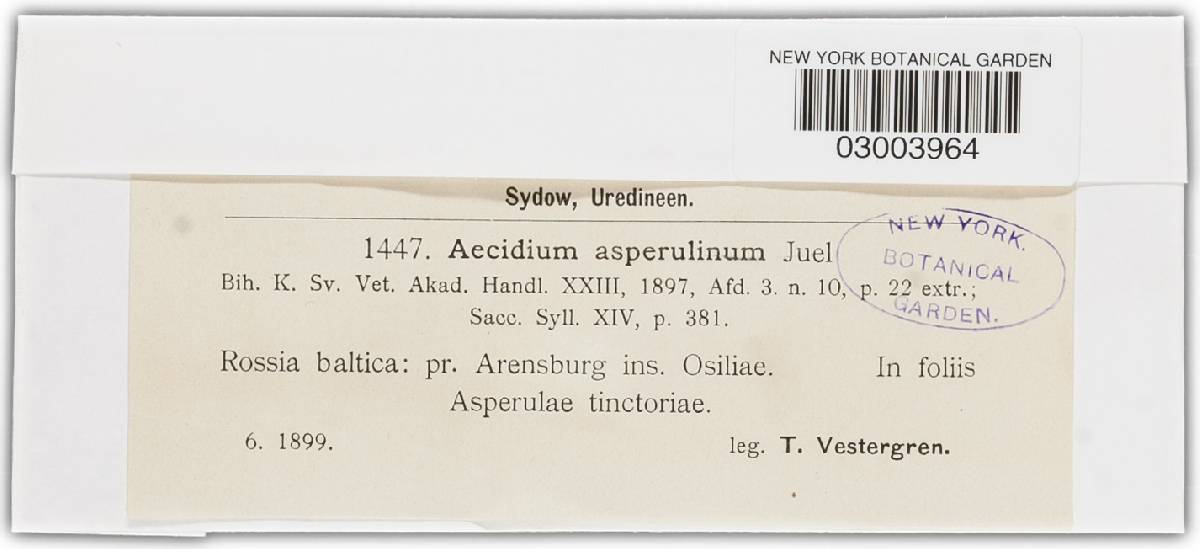 NEW YORK BOTANICAL GARDEN
03003964
Sydow, Uredineen.
1447. Aecidium asperulinum Juel
Bih. K. Sv. Vet. Akad. Handl. XXIII, 1897, Afd. 3. n. 10, p. 22 extr.;
Sacc. Syll. XIV, p. 381.
NEW YORK
BOTANICAL
GARDEN.
Rossia baltica: pr. Arensburg ins. Osiliae. In foliis
Asperulae tinctoriae.
6. 1899. leg. T. Vestergren.